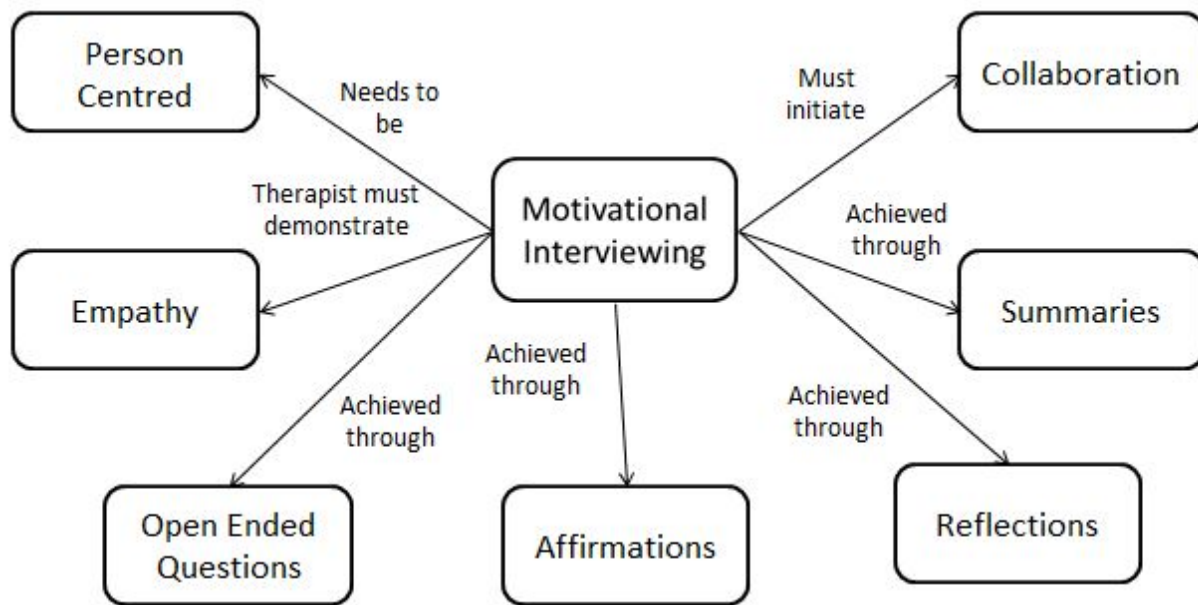 Person
Centred
Needs to
be
Must
initiate
Collaboration
Therapist must
demonstrate
Motivational
Interviewing
Achieved
through
Empathy
Summaries
Achieved
through
Achieved
through
Achieved
through
Open Ended
Questions
Affirmations
Reflections